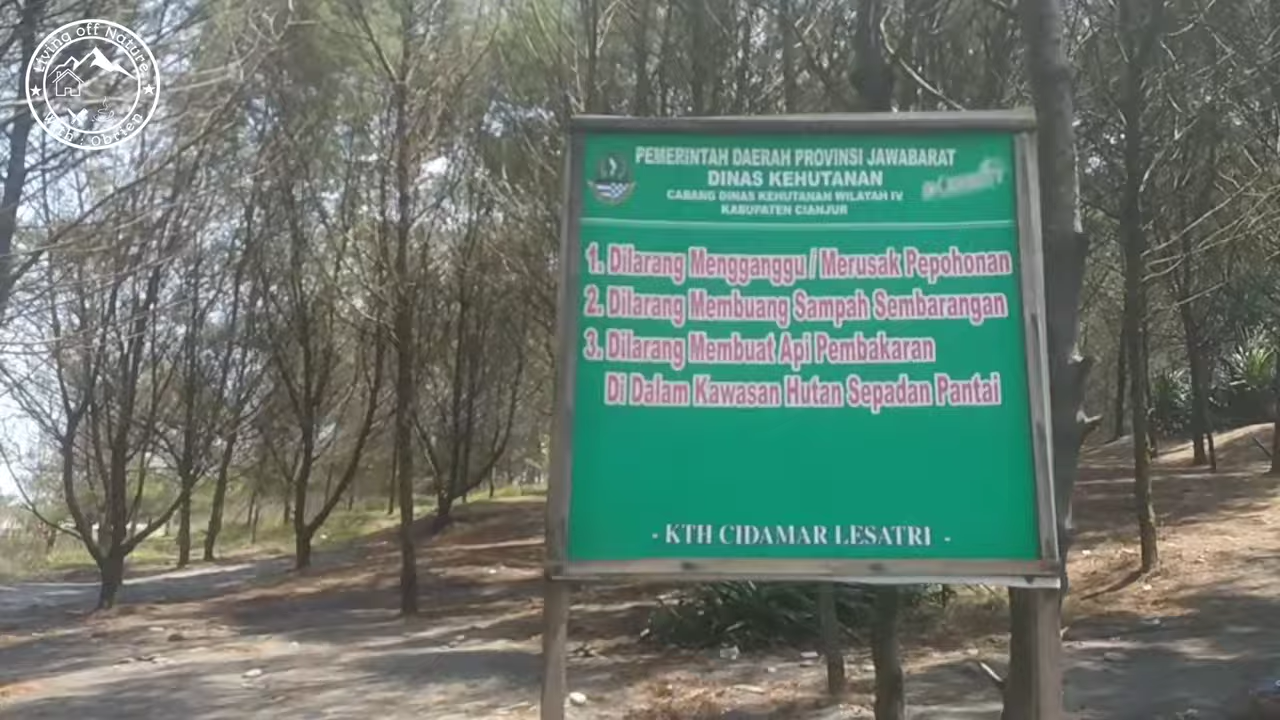 Living off Nature
With : Obrien
PEMERINTAH DAERAH PROVINSI JAWABARAT
DINAS KEHUTANAN
CABANG DINAS KEHUTANAN WILAYAH IV
KABUPATEN CIANJUR
1. Dilarang Mengganggu / Merusak Pepohonan
2. Dilarang Membuang Sampah Sembarangan
3. Dilarang Membuat Api Pembakaran
Di Dalam Kawasan Hutan Sepadan Pantai
- KTH CIDAMAR LESATRI -